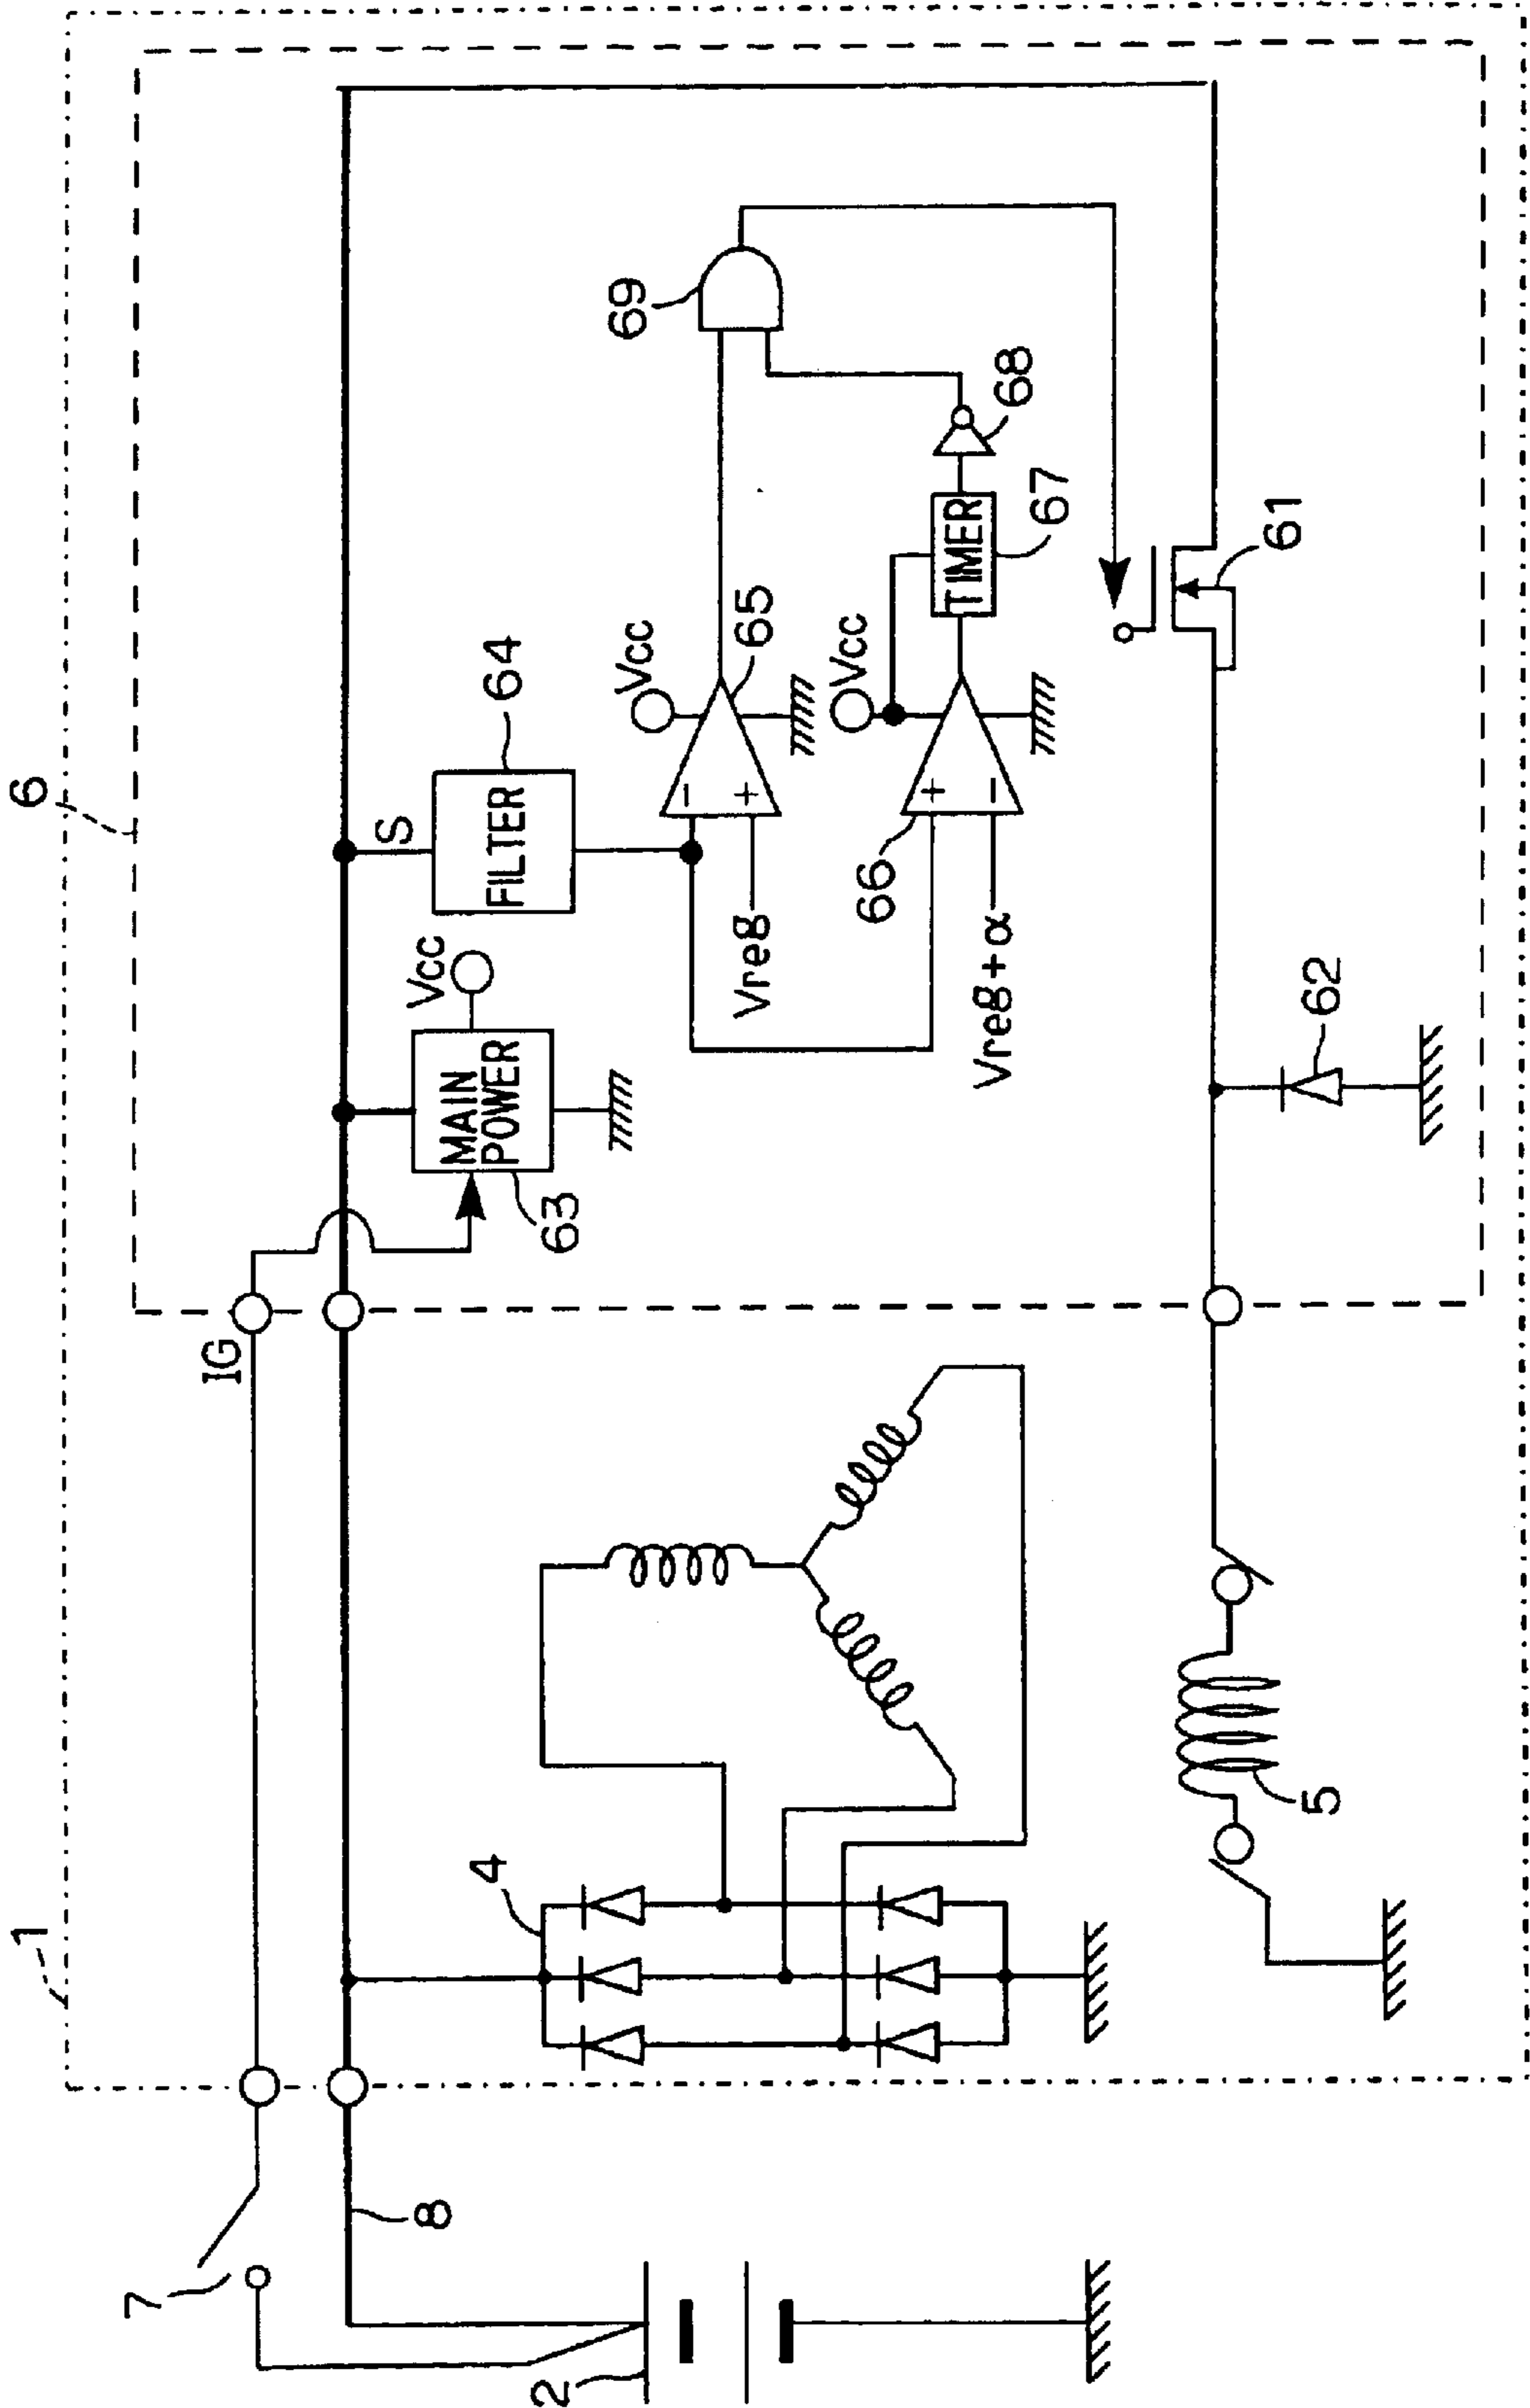 1
6
7
IG
8
2
MAIN
POWER
Vcc
63
S
FILTER
64
4
Vreg
Vcc
65
69
-
+
Vreg+α
66
Vcc
+
-
TIMER
67
68
5
62
61